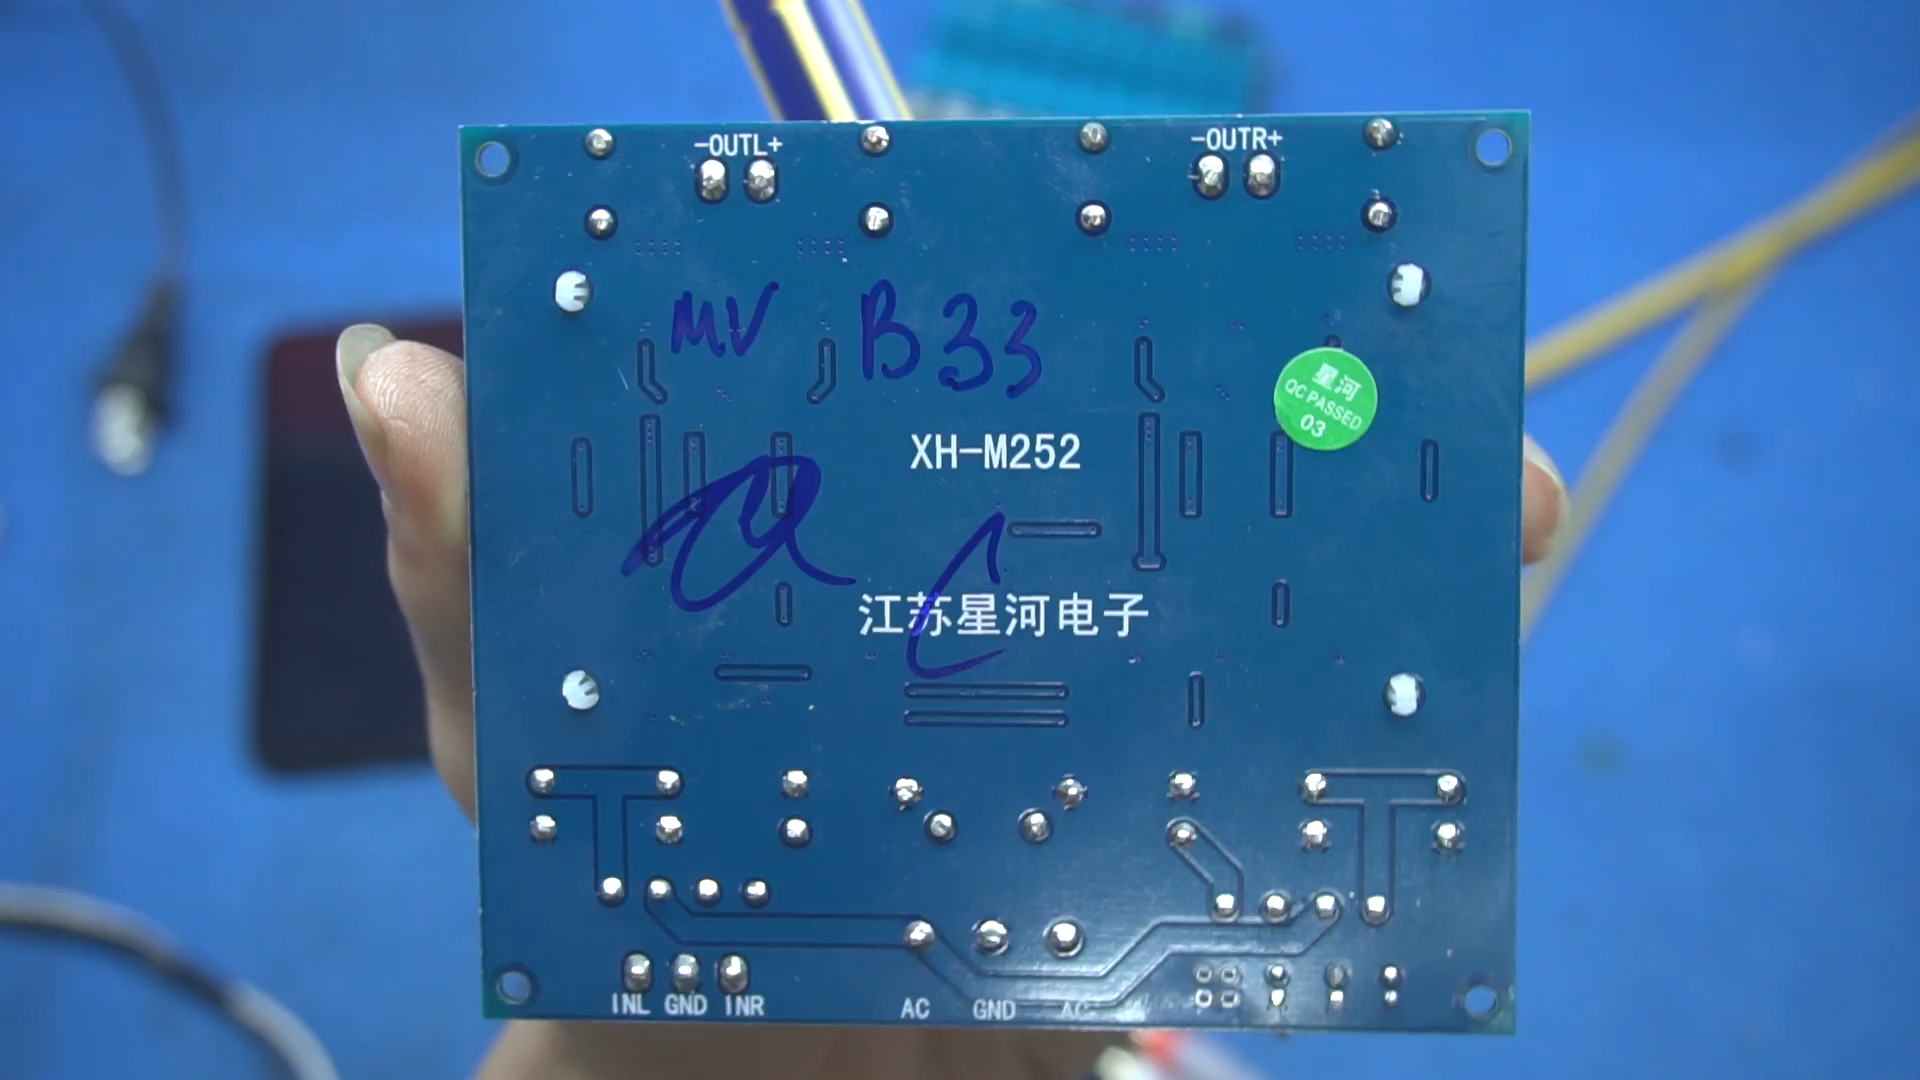 -OUTL+
-OUTR+
MV B33
星河
QC PASSED
03
XH-M252
江苏星河电子
INL GND INR
AC GND AC